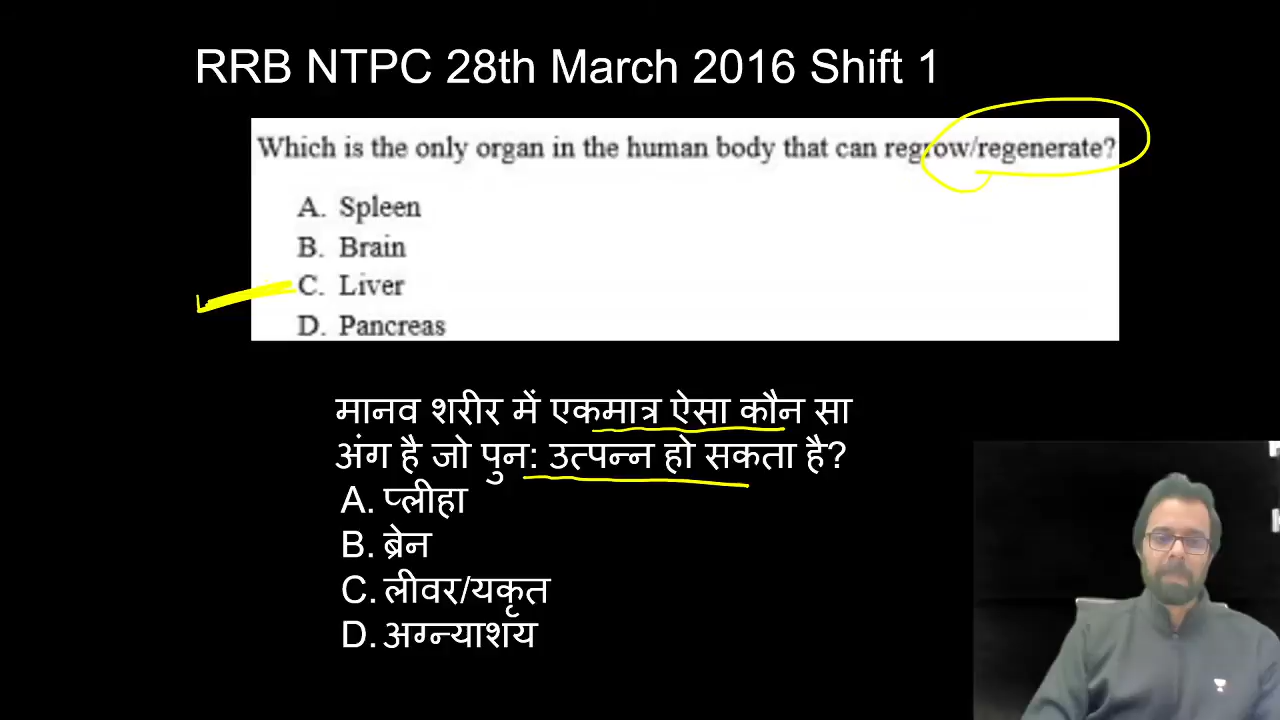 RRB NTPC 28th March 2016 Shift 1
Which is the only organ in the human body that can regrow/regenerate?
A. Spleen
B. Brain
C. Liver
D. Pancreas
मानव शरीर में एकमात्र ऐसा कौन सा
अंग है जो पुन: उत्पन्न हो सकता है?
A. प्लीहा
B. ब्रेन
C. लीवर/यकृत
D. अग्न्याशय